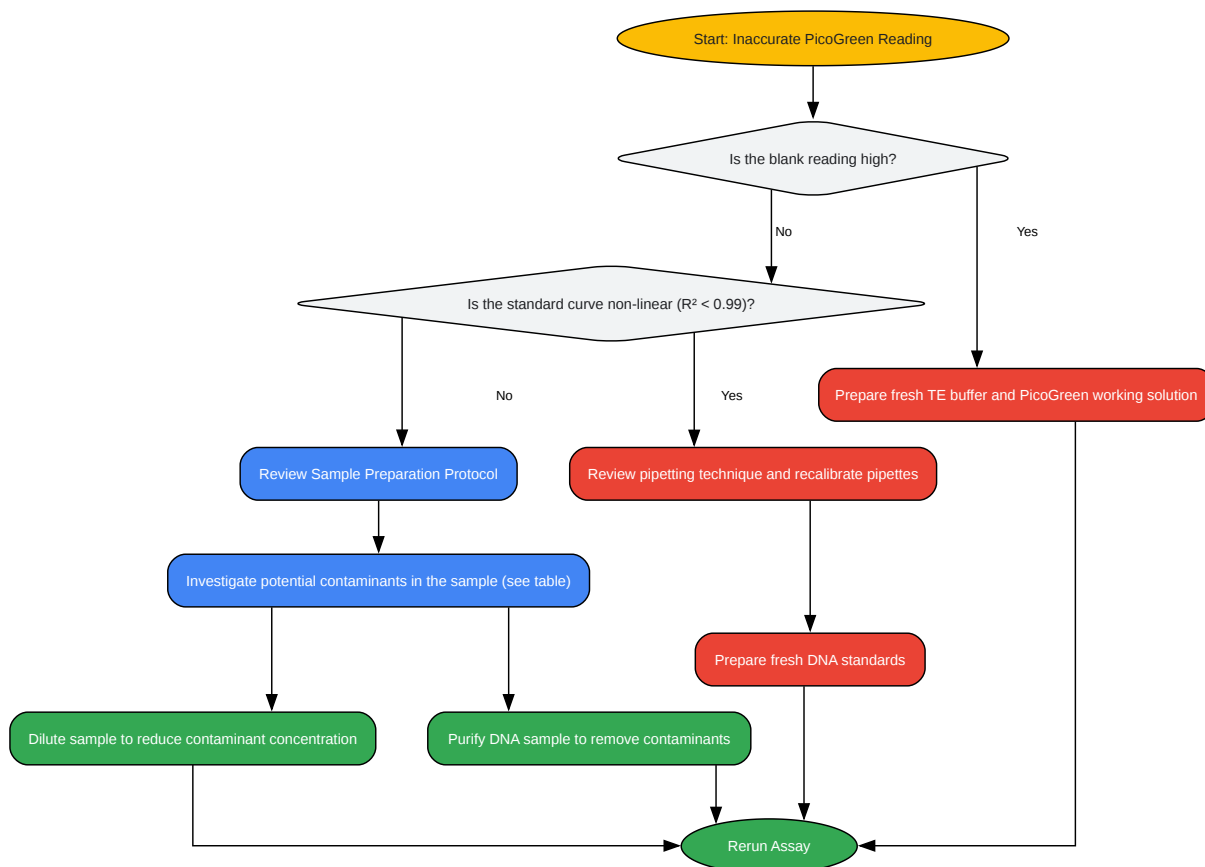 Start: Inaccurate PicoGreen Reading
Is the blank reading high?
No
Yes
Is the standard curve non-linear (R² < 0.99)?
No
Yes
Prepare fresh TE buffer and PicoGreen working solution
Review Sample Preparation Protocol
Review pipetting technique and recalibrate pipettes
Investigate potential contaminants in the sample (see table)
Prepare fresh DNA standards
Dilute sample to reduce contaminant concentration
Purify DNA sample to remove contaminants
Rerun Assay